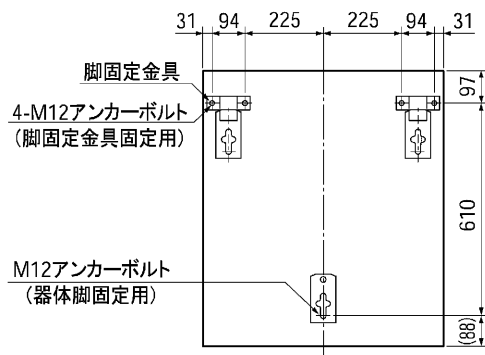 31 94 225 225 94 31
脚固定金具
97
4-M12アンカーボルト
(脚固定金具固定用)
610
M12アンカーボルト
(器体脚固定用)
(88)